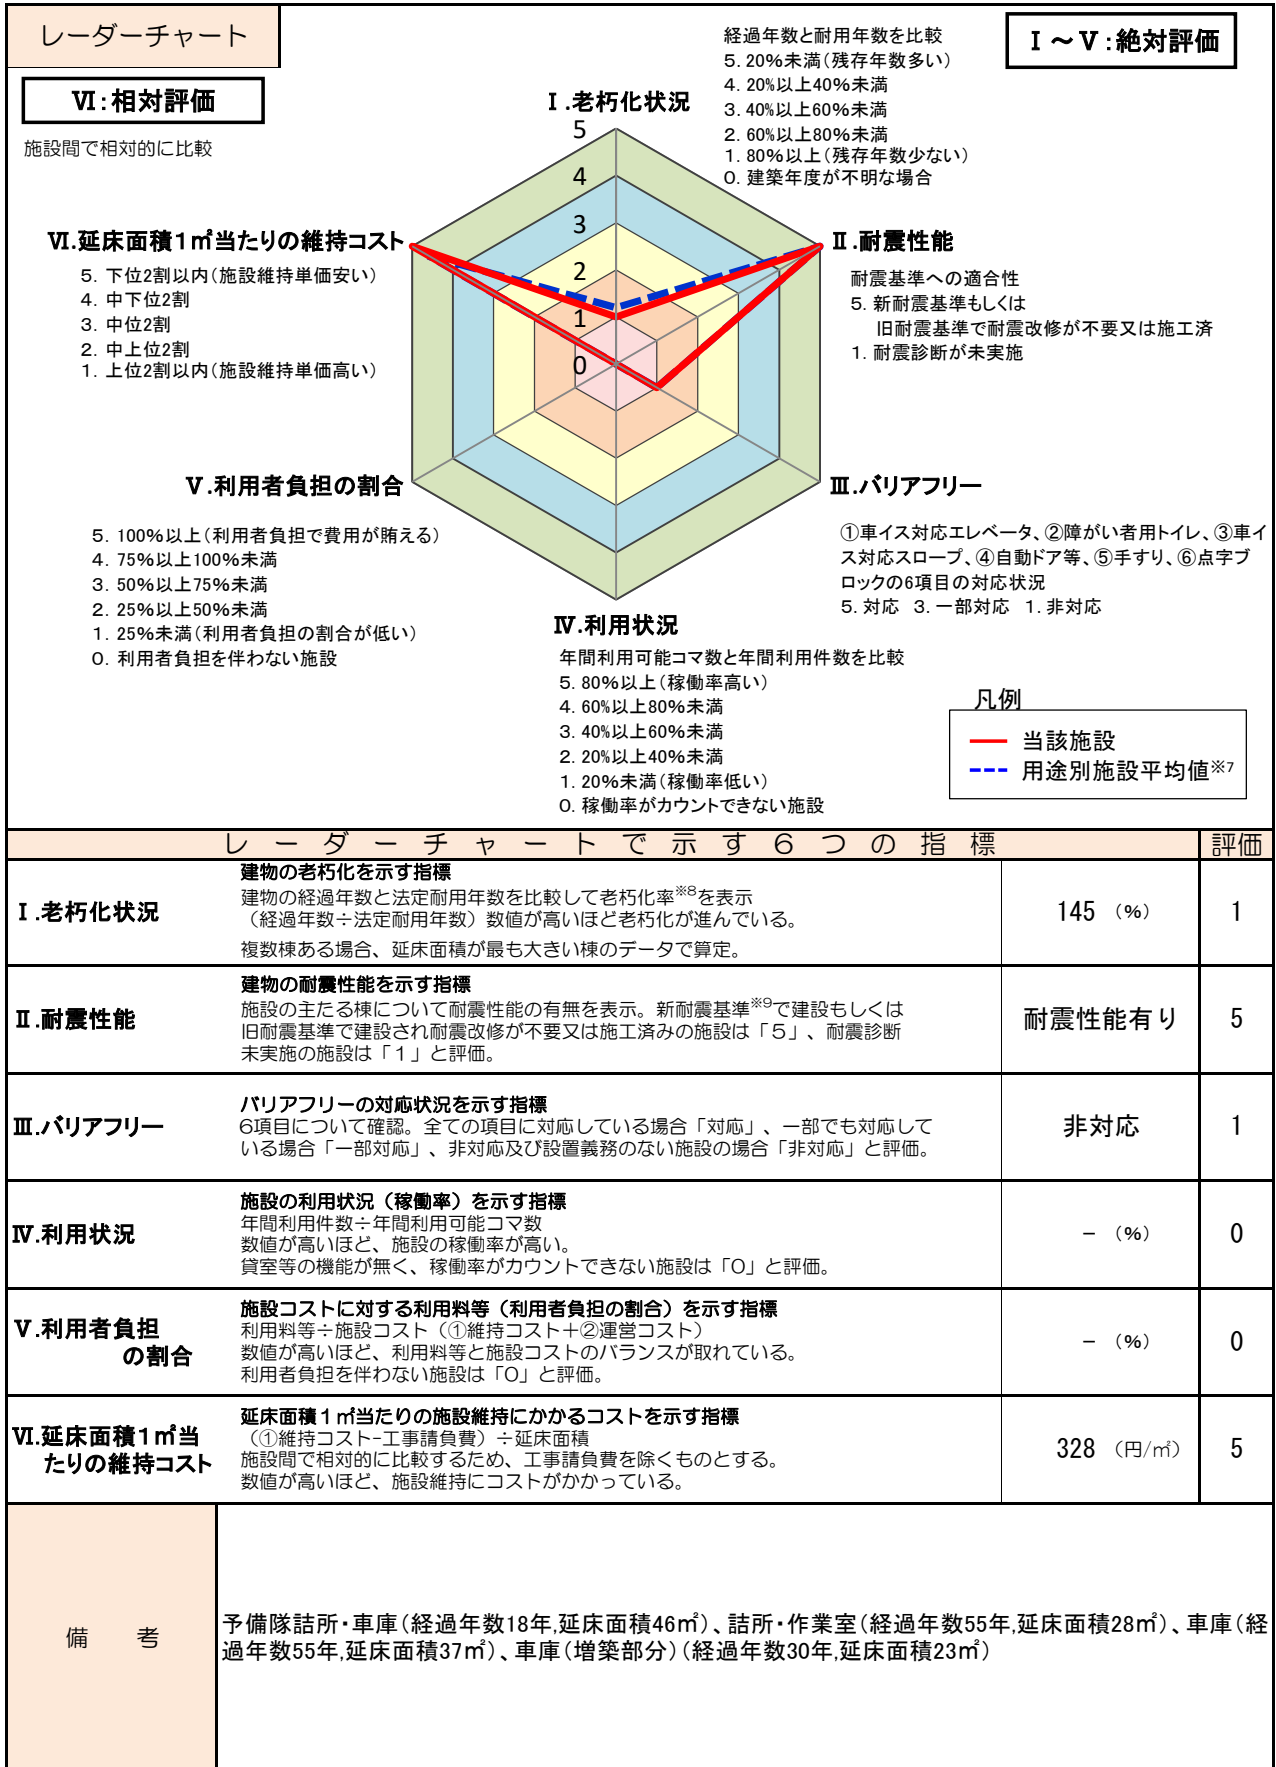 レーダーチャート
Ⅰ～Ⅴ:絶対評価
Ⅵ:相対評価
施設間で相対的に比較
経過年数と耐用年数を比較
5. 20%未満(残存年数多い)
4. 20%以上40%未満
3. 40%以上60%未満
2. 60%以上80%未満
1. 80%以上(残存年数少ない)
0. 建築年度が不明な場合
Ⅰ.老朽化状況
5
4
3
2
1
0
Ⅵ.延床面積1㎡当たりの維持コスト
5. 下位2割以内(施設維持単価安い)
4. 中下位2割
3. 中位2割
2. 中上位2割
1. 上位2割以内(施設維持単価高い)
Ⅱ.耐震性能
耐震基準への適合性
5. 新耐震基準もしくは
旧耐震基準で耐震改修が不要又は施工済
1. 耐震診断が未実施
Ⅴ.利用者負担の割合
5. 100%以上(利用者負担で費用が賄える)
4. 75%以上100%未満
3. 50%以上75%未満
2. 25%以上50%未満
1. 25%未満(利用者負担の割合が低い)
0. 利用者負担を伴わない施設
Ⅲ.バリアフリー
①車イス対応エレベータ、②障がい者用トイレ、③車イ
ス対応スロープ、④自動ドア等、⑤手すり、⑥点字ブ
ロックの6項目の対応状況
5. 対応 3. 一部対応 1. 非対応
Ⅳ.利用状況
年間利用可能コマ数と年間利用件数を比較
5. 80%以上(稼働率高い)
4. 60%以上80%未満
3. 40%以上60%未満
2. 20%以上40%未満
1. 20%未満(稼働率低い)
0. 稼働率がカウントできない施設
凡例
当該施設
用途別施設平均値※7
レーダーチャートで示す6つの指標 評価
Ⅰ.老朽化状況
建物の老朽化を示す指標
建物の経過年数と法定耐用年数を比較して老朽化率※8を表示
(経過年数÷法定耐用年数)数値が高いほど老朽化が進んでいる。
複数棟ある場合、延床面積が最も大きい棟のデータで算定。
145 (%) 1
Ⅱ.耐震性能
建物の耐震性能を示す指標
施設の主たる棟について耐震性能の有無を表示。新耐震基準※9で建設もしくは
旧耐震基準で建設され耐震改修が不要又は施工済みの施設は「5」、耐震診断
未実施の施設は「1」と評価。
耐震性能有り 5
Ⅲ.バリアフリー
バリアフリーの対応状況を示す指標
6項目について確認。全ての項目に対応している場合「対応」、一部でも対応して
いる場合「一部対応」、非対応及び設置義務のない施設の場合「非対応」と評価。
非対応 1
Ⅳ.利用状況
施設の利用状況(稼働率)を示す指標
年間利用件数÷年間利用可能コマ数
数値が高いほど、施設の稼働率が高い。
貸室等の機能が無く、稼働率がカウントできない施設は「0」と評価。
- (%) 0
Ⅴ.利用者負担
の割合
施設コストに対する利用料等(利用者負担の割合)を示す指標
利用料等÷施設コスト(①維持コスト+②運営コスト)
数値が高いほど、利用料等と施設コストのバランスが取れている。
利用者負担を伴わない施設は「0」と評価。
- (%) 0
Ⅵ.延床面積1㎡当
たりの維持コスト
延床面積1㎡当たりの施設維持にかかるコストを示す指標
(①維持コスト-工事請負費)÷延床面積
施設間で相対的に比較するため、工事請負費を除くものとする。
数値が高いほど、施設維持にコストがかかっている。
328 (円/㎡) 5
備考
予備隊詰所・車庫(経過年数18年,延床面積46㎡)、詰所・作業室(経過年数55年,延床面積28㎡)、車庫(経
過年数55年,延床面積37㎡)、車庫(増築部分)(経過年数30年,延床面積23㎡)